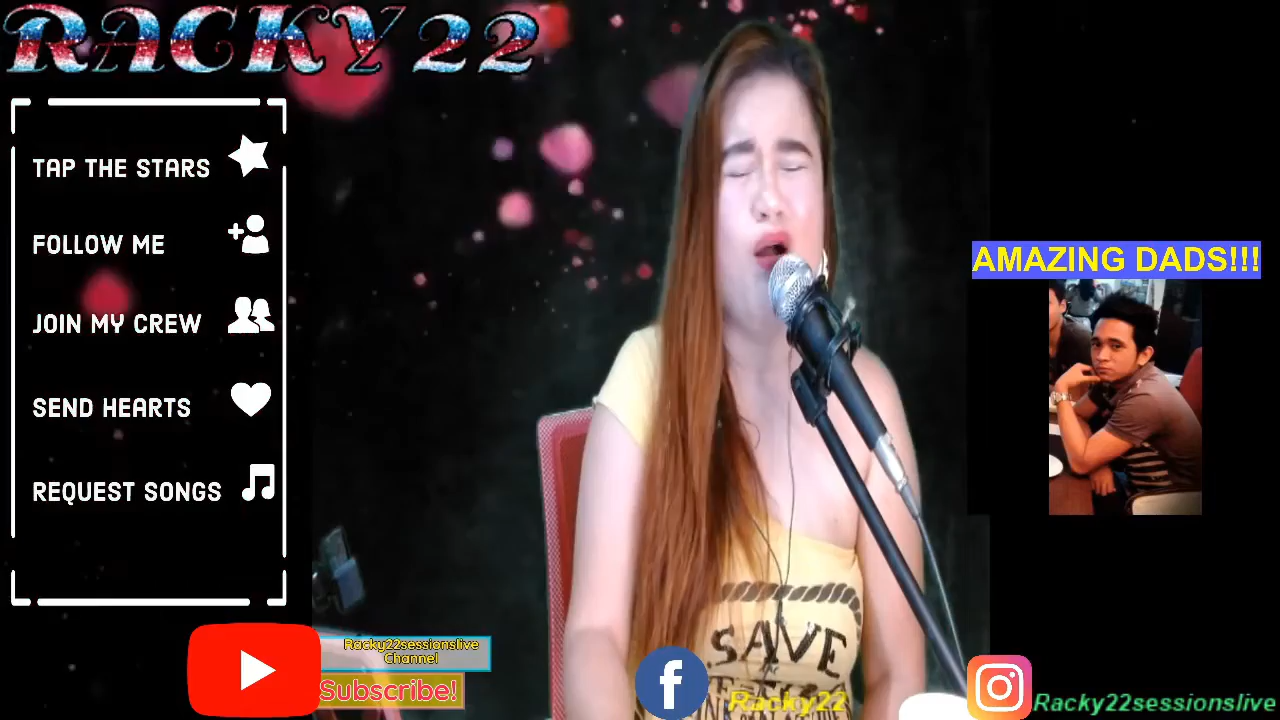 RACKY22
TAP THE STARS
FOLLOW ME
JOIN MY CREW
SEND HEARTS
REQUEST SONGS
AMAZING DADS!!!
SAVE
Racky22sessionslive
Channel
Subscribe!
Racky22
Racky22sessionslive